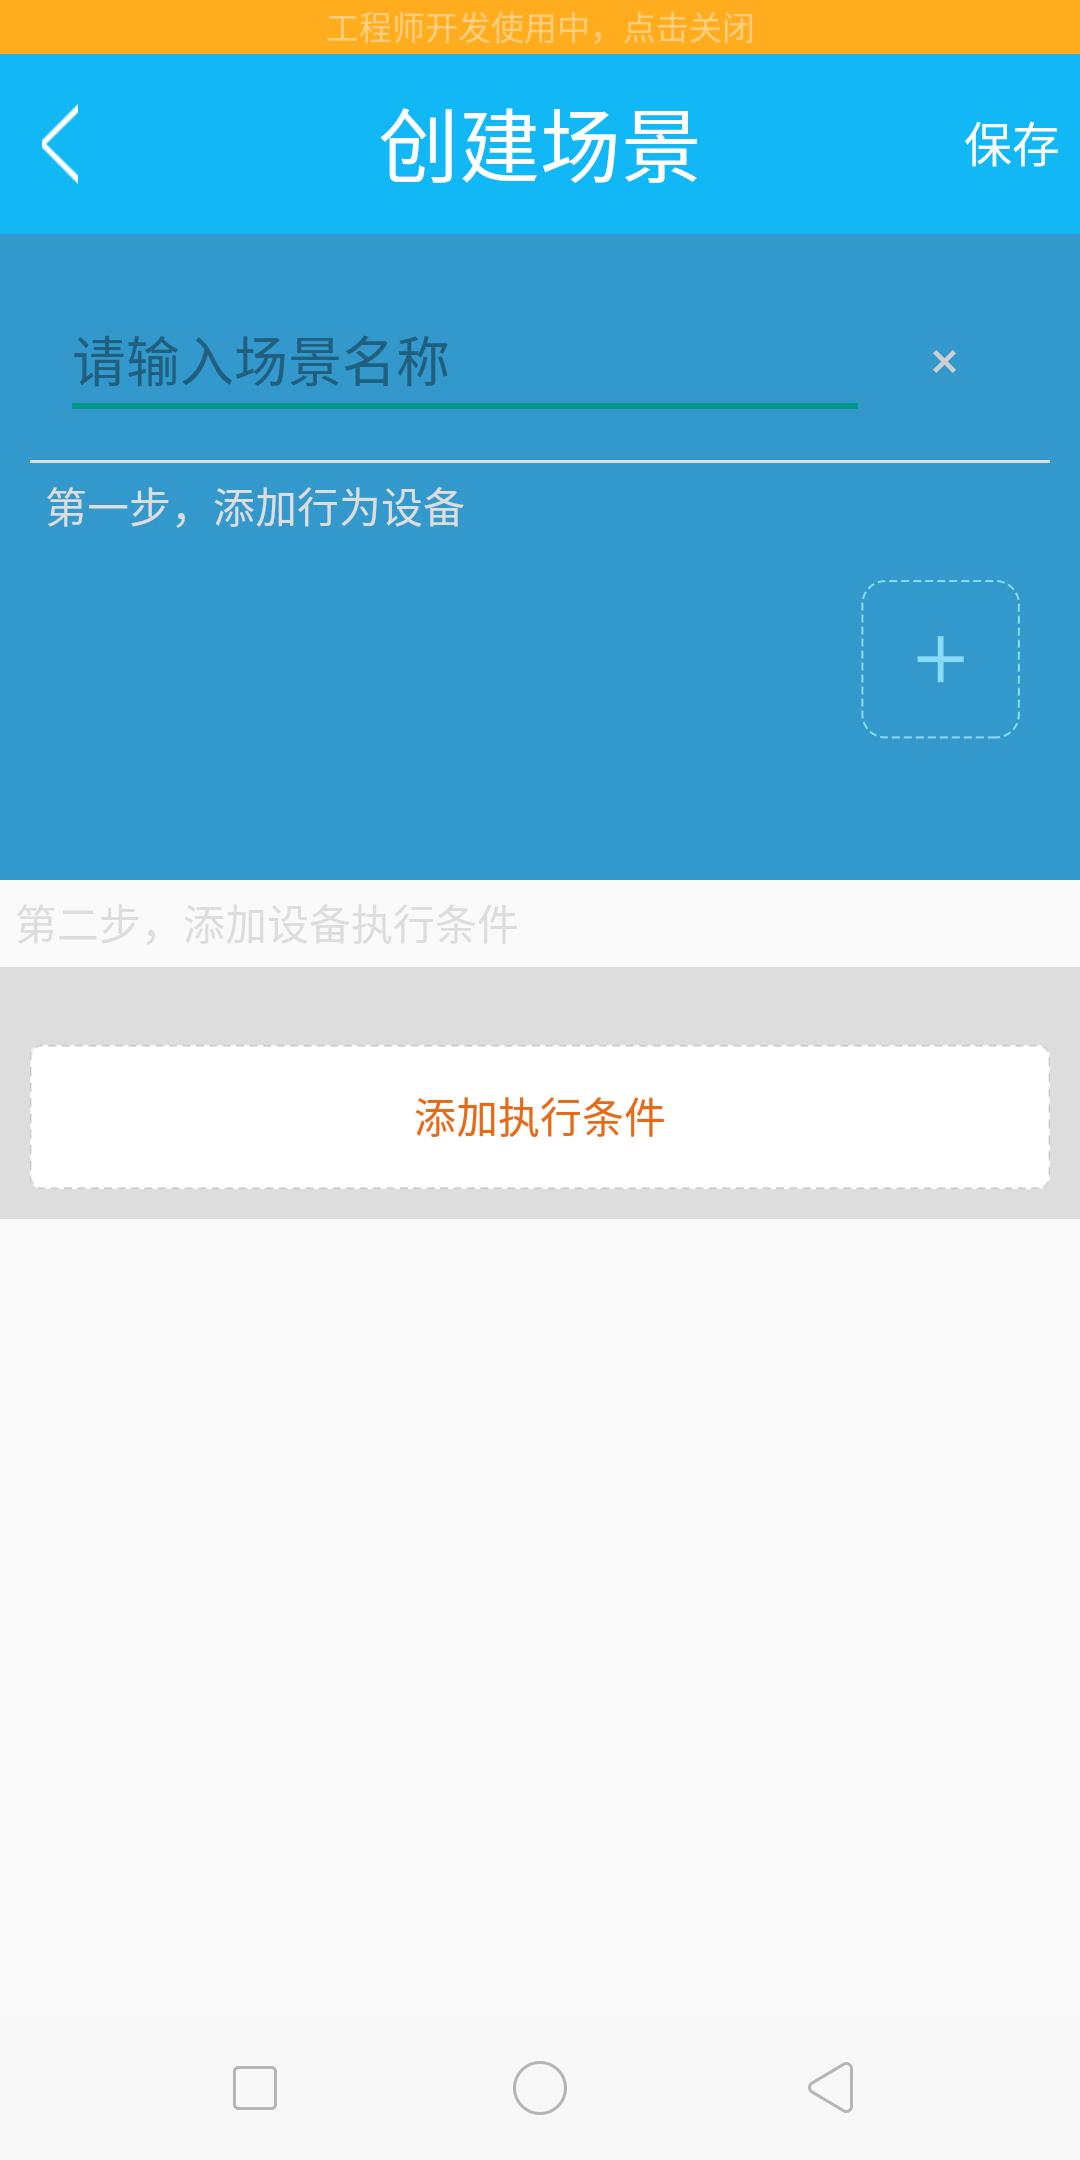 工程师开发使用中，点击关闭
创建场景
保存
请输入场景名称
第一步，添加行为设备
第二步，添加设备执行条件
添加执行条件